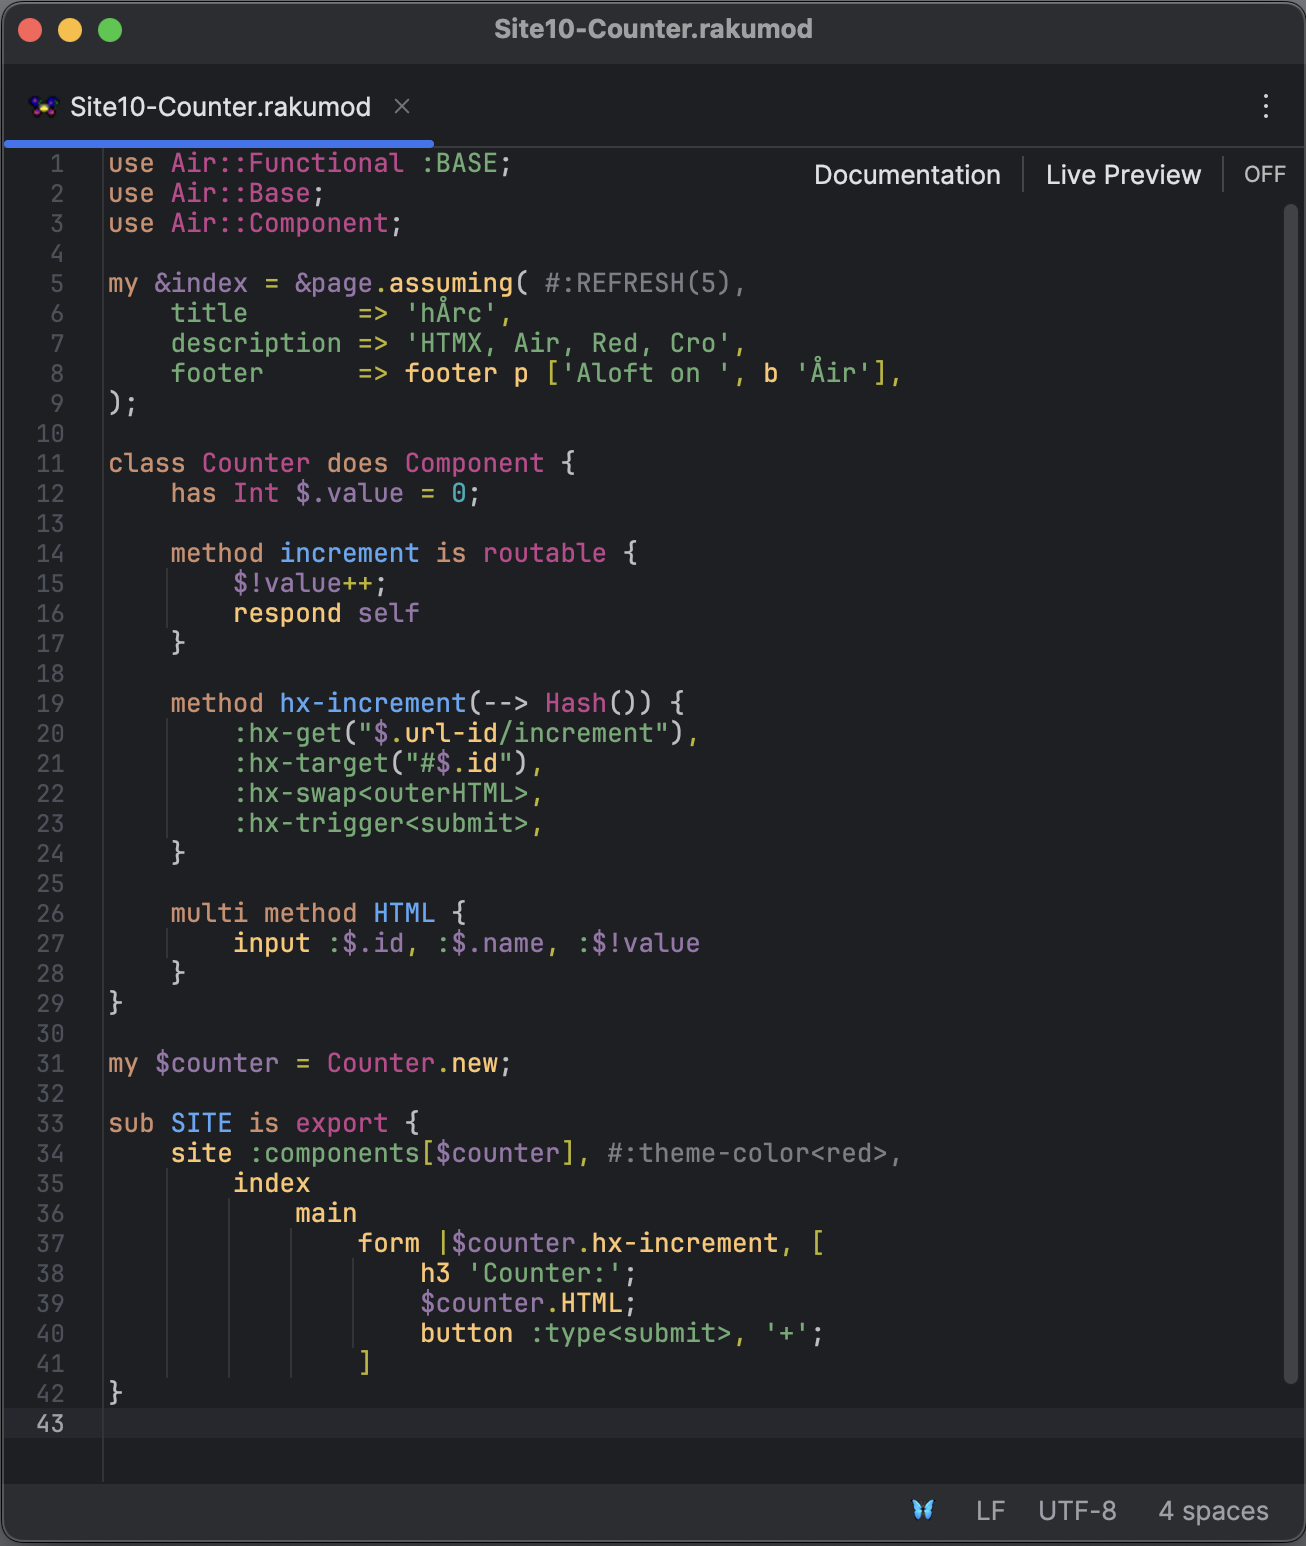 Site10-Counter.rakumod
Site10-Counter.rakumod
Documentation Live Preview OFF
1 use Air::Functional :BASE;
2 use Air::Base;
3 use Air::Component;
4
5 my &index = &page.assuming( #:REFRESH(5),
6     title       => 'hÅrc',
7     description => 'HTMX, Air, Red, Cro',
8     footer      => footer p ['Aloft on ', b 'Åir'],
9 );
10
11 class Counter does Component {
12     has Int $.value = 0;
13
14     method increment is routable {
15         $!value++;
16         respond self
17     }
18
19     method hx-increment(--> Hash()) {
20         :hx-get("$.url-id/increment"),
21         :hx-target("#$.id"),
22         :hx-swap<outerHTML>,
23         :hx-trigger<submit>,
24     }
25
26     multi method HTML {
27         input :$.id, :$.name, :$!value
28     }
29 }
30
31 my $counter = Counter.new;
32
33 sub SITE is export {
34     site :components[$counter], #:theme-color<red>,
35         index
36             main
37                 form |$counter.hx-increment, [
38                     h3 'Counter:';
39                     $counter.HTML;
40                     button :type<submit>, '+';
41                 ]
42 }
43
LF UTF-8 4 spaces